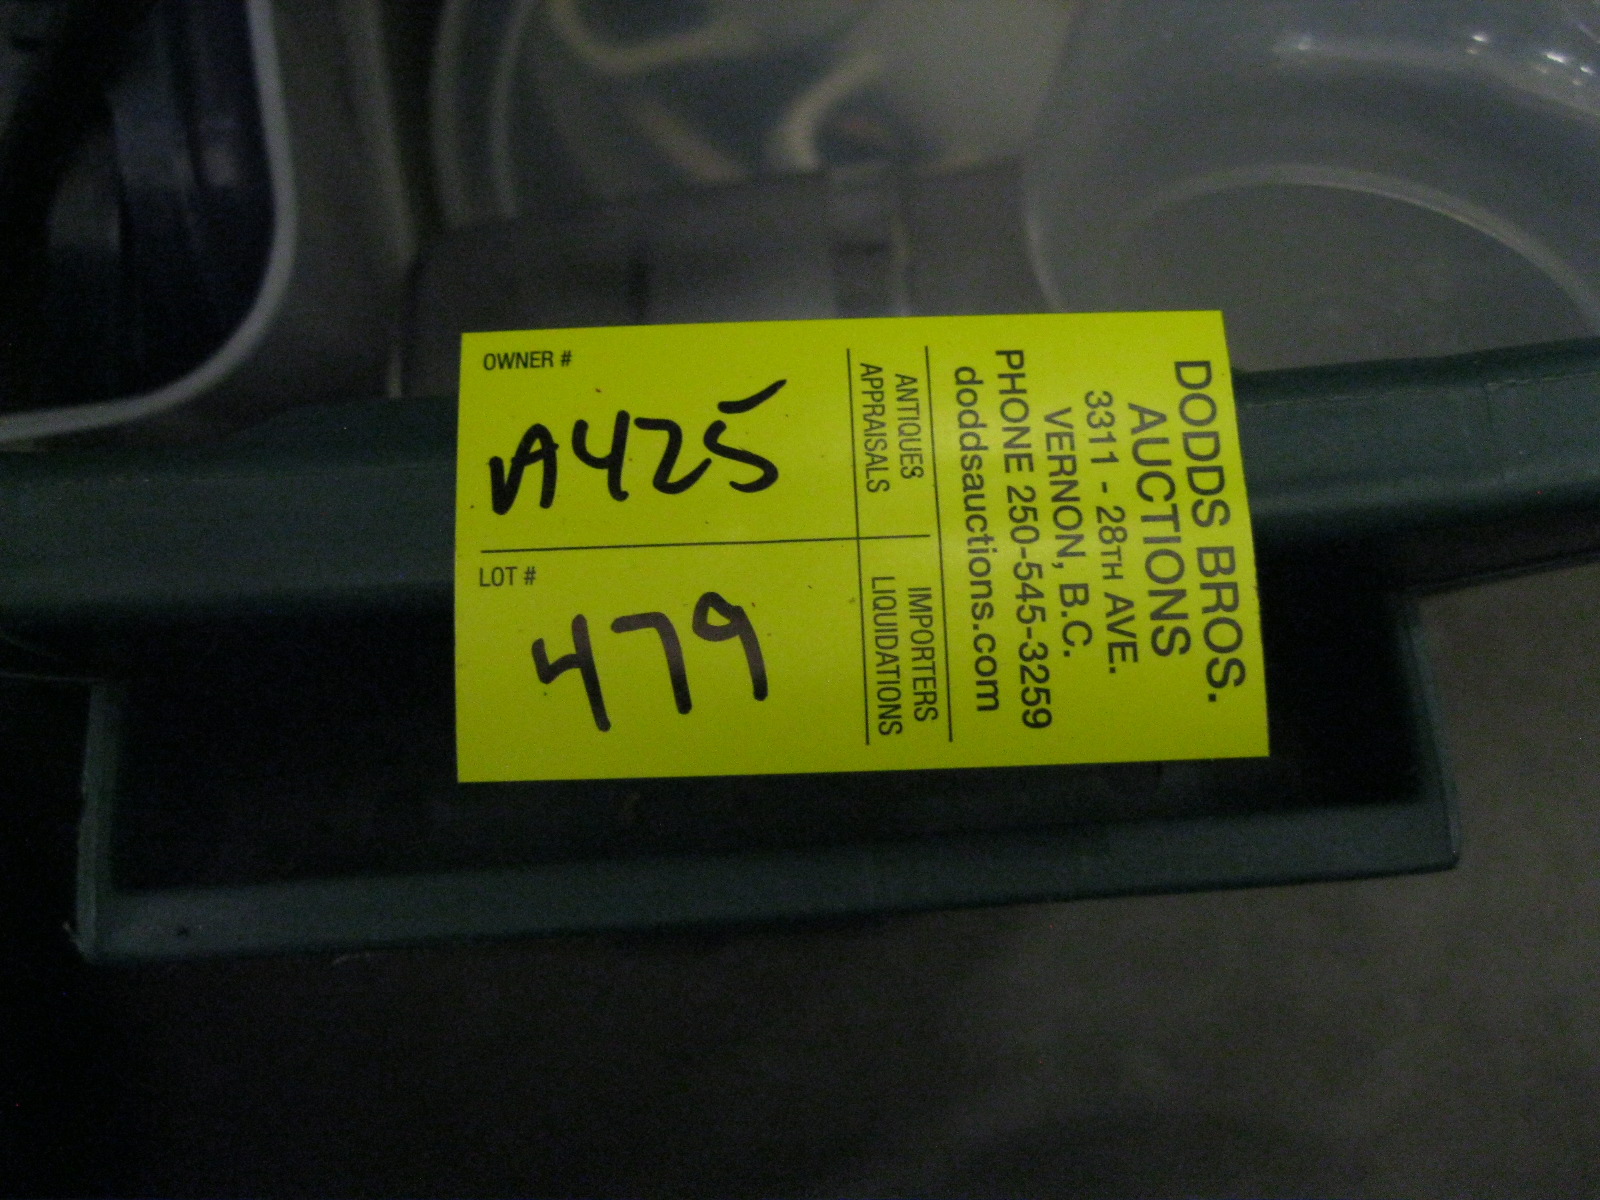 OWNER #
A425
LOT #
479
ANTIQUES
APPRAISALS
IMPORTERS
LIQUIDATIONS
DODDS BROS.
AUCTIONS
3311 - 28TH AVE.
VERNON, B.C.
PHONE 250-545-3259
doddsauctions.com